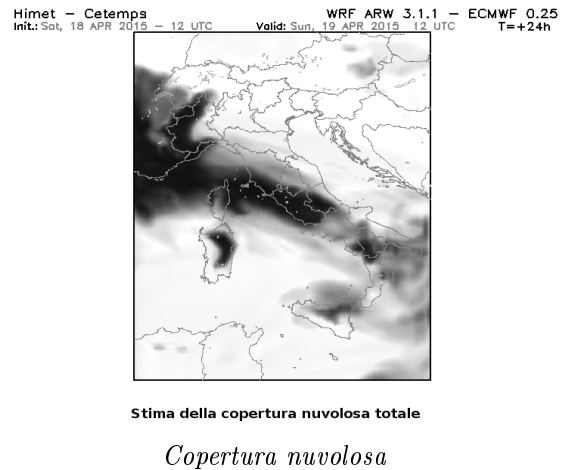 Himet – Cetemps WRF ARW 3.1.1 – ECMWF 0.25
Init.: Sat, 18 APR 2015 – 12 UTC Valid: Sun, 19 APR 2015 12 UTC T=+24h
Stima della copertura nuvolosa totale
Copertura nuvolosa